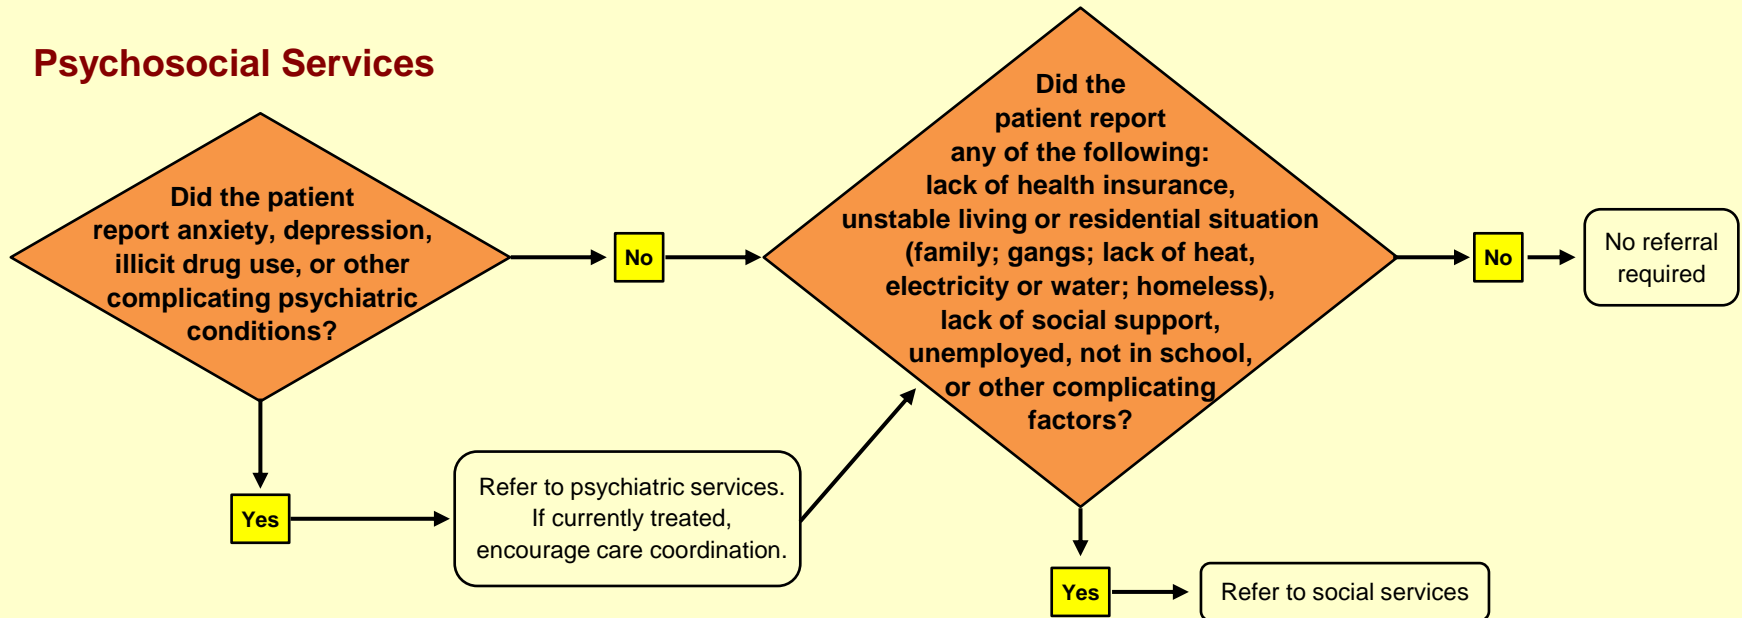 Psychosocial Services
Did the patient
report anxiety, depression,
illicit drug use, or other
complicating psychiatric
conditions?
No
Yes
Refer to psychiatric services.
If currently treated,
encourage care coordination.
Did the
patient report
any of the following:
lack of health insurance,
unstable living or residential situation
(family; gangs; lack of heat,
electricity or water; homeless),
lack of social support,
unemployed, not in school,
or other complicating
factors?
No
No referral
required
Yes
Refer to social services